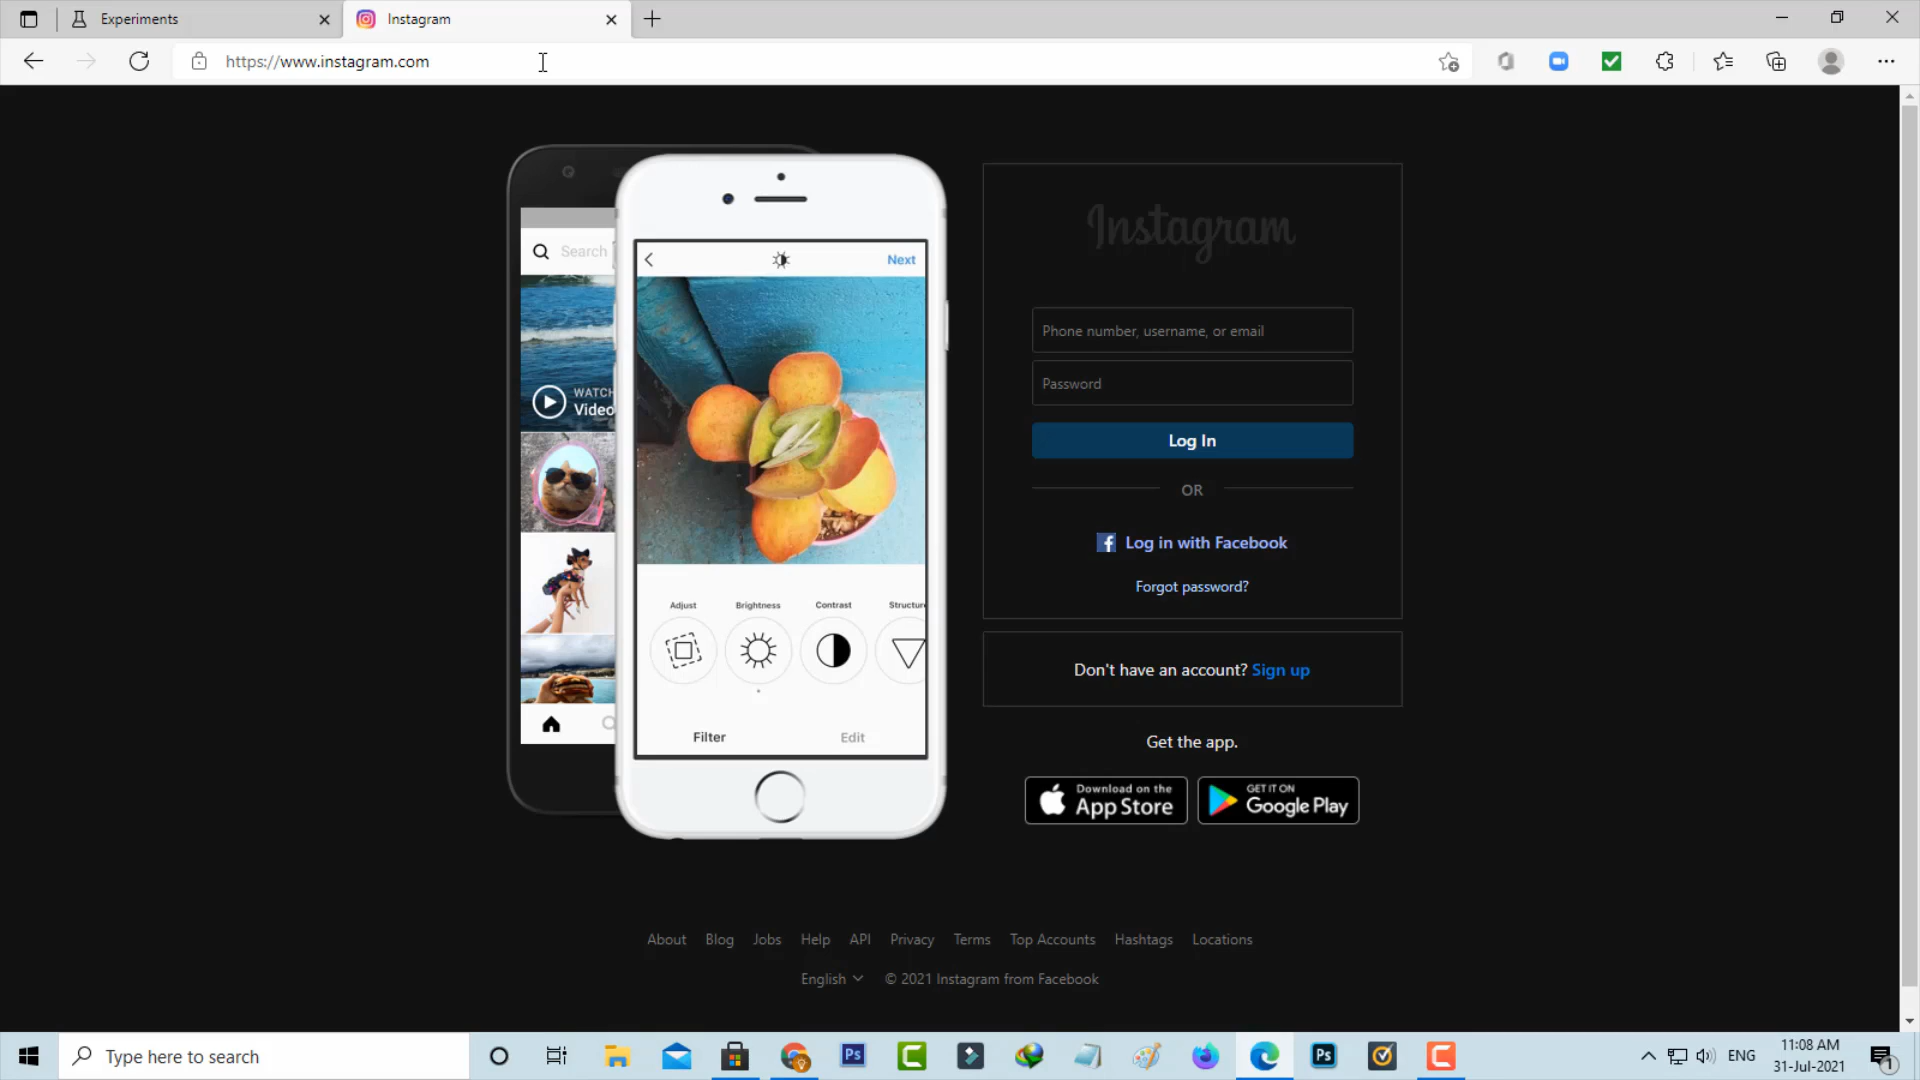 Experiments
Instagram
https://www.instagram.com
Search
WATCH
Video
Next
Adjust
Brightness
Contrast
Structur
Filter
Edit
Instagram
Phone number, username, or email
Password
Log In
OR
Log in with Facebook
Forgot password?
Don't have an account? Sign up
Get the app.
Download on the
App Store
GET IT ON
Google Play
About Blog Jobs Help API Privacy Terms Top Accounts Hashtags Locations
English © 2021 Instagram from Facebook
Type here to search
Ps
Ps
ENG
11:08 AM
31-Jul-2021
1